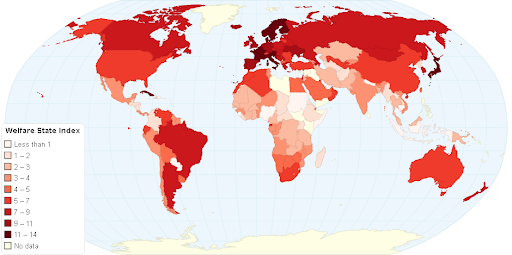 Welfare State Index
Less than 1
1 – 2
2 – 3
3 – 4
4 – 5
6 – 7
7 – 9
9 – 11
11 – 14
No data